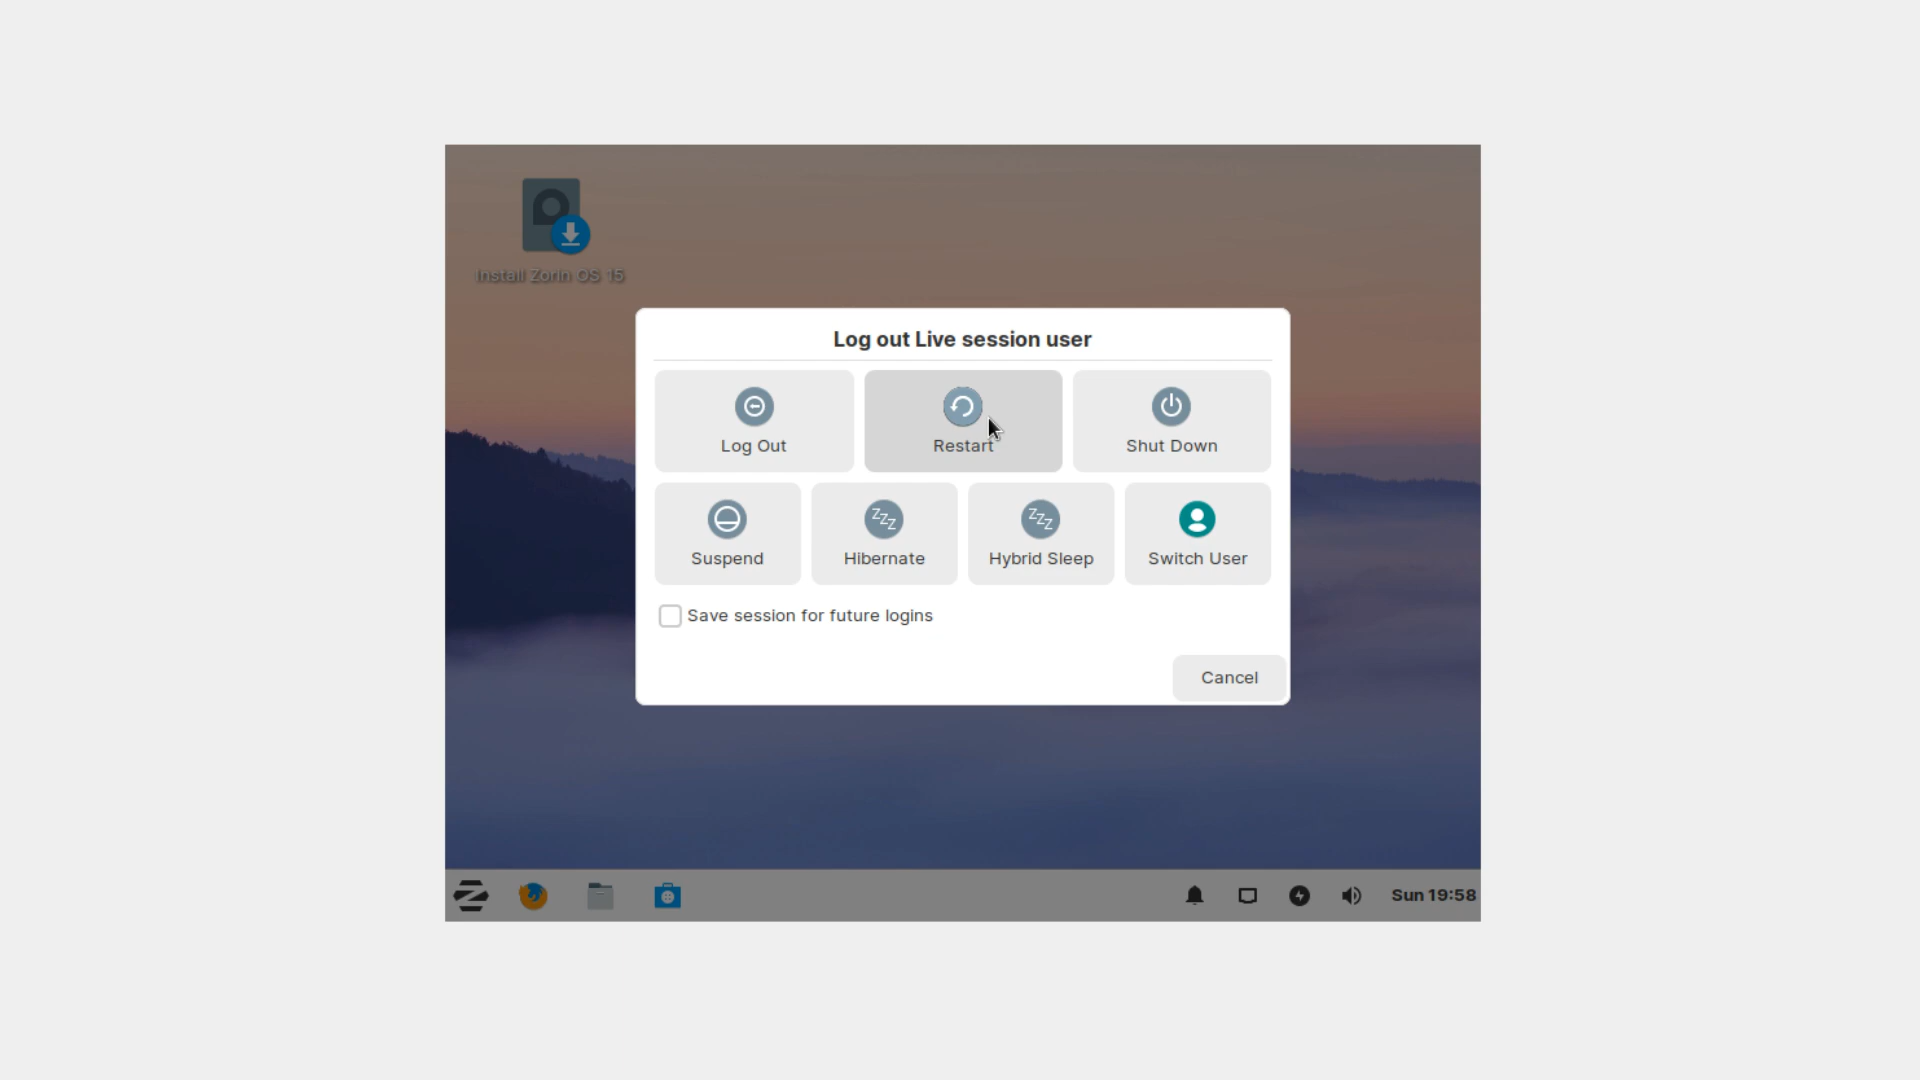 Install Zorin OS 15
Log out Live session user
Log Out
Restart
Shut Down
Suspend
Hibernate
Hybrid Sleep
Switch User
Save session for future logins
Cancel
Sun 19:58